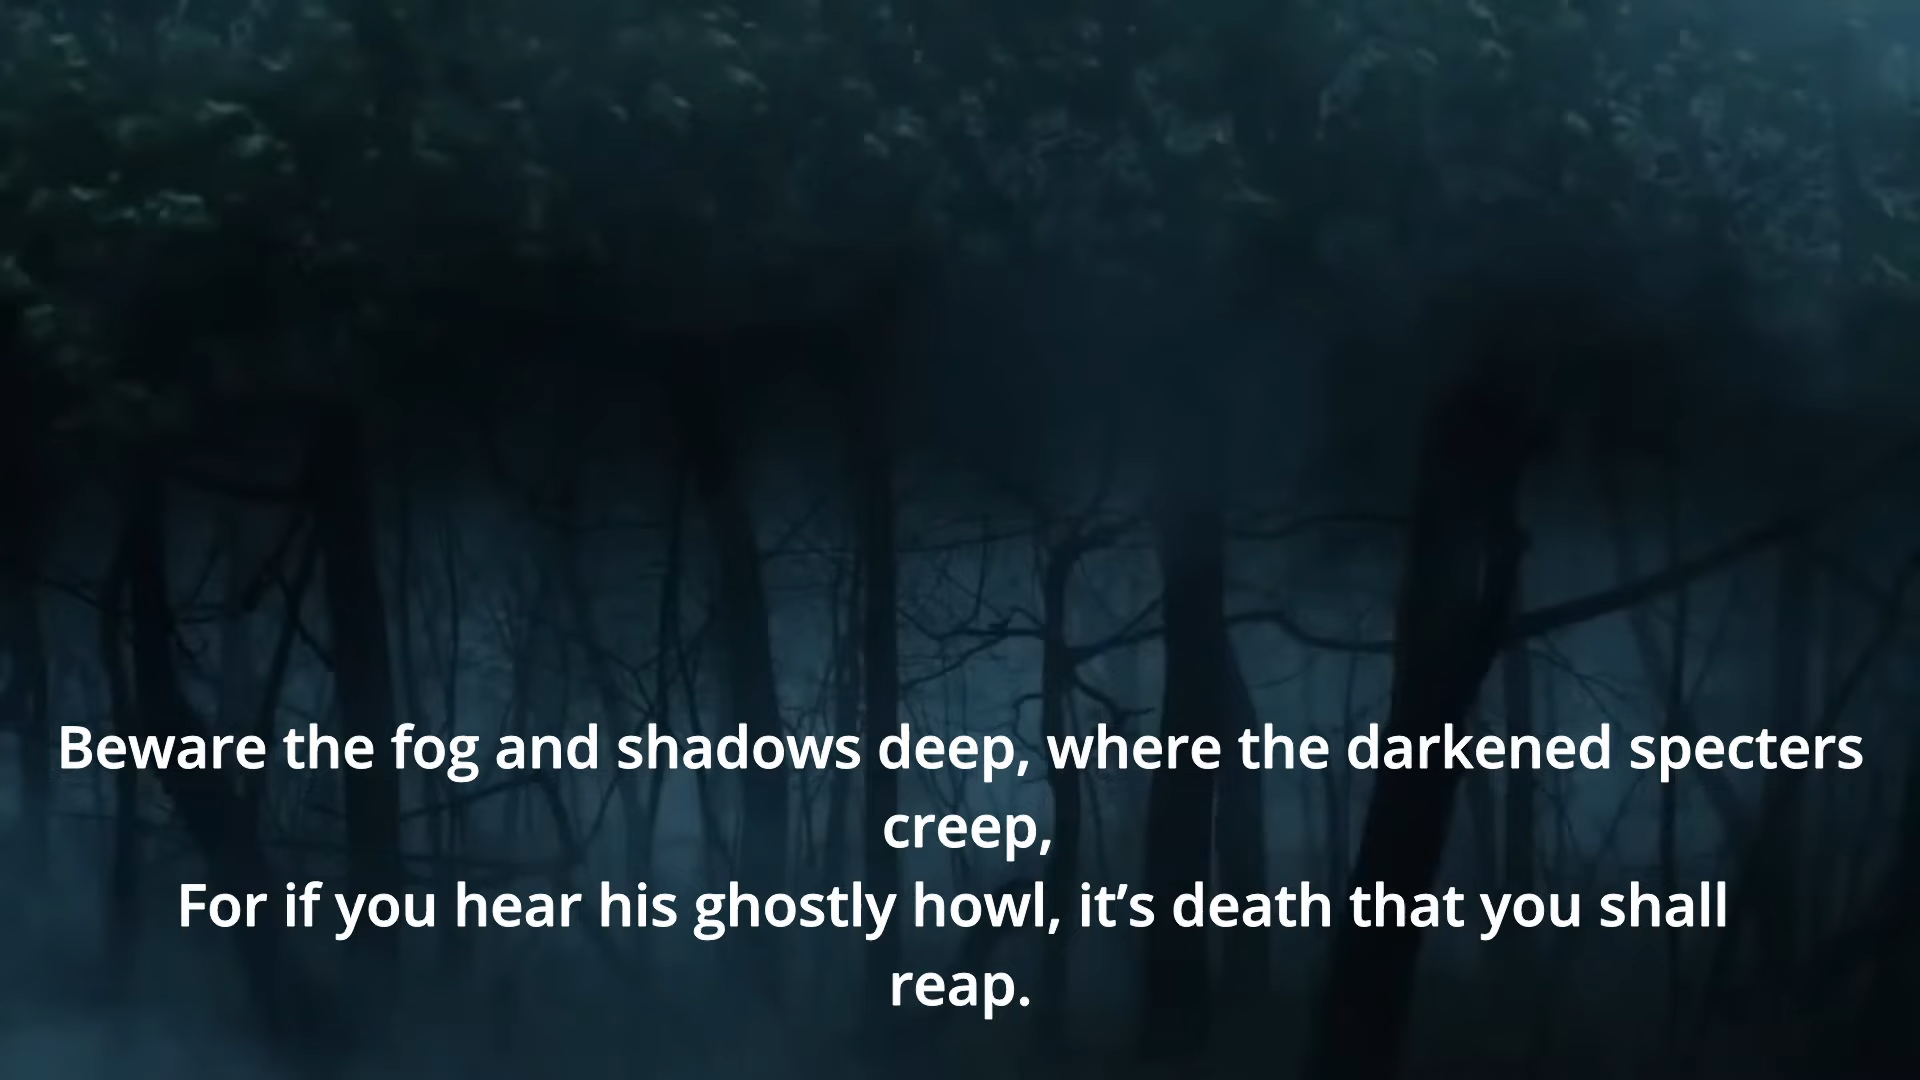 Beware the fog and shadows deep, where the darkened specters
creep,
For if you hear his ghostly howl, it’s death that you shall
reap.